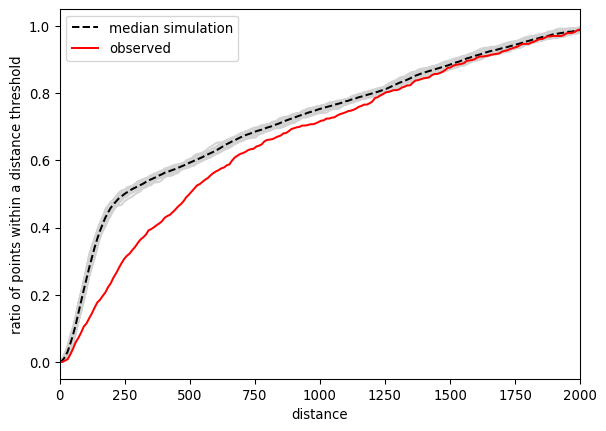 median simulation
observed
ratio of points within a distance threshold
1.0
0.8
0.6
0.4
0.2
0.0
0 250 500 750 1000 1250 1500 1750 2000
distance